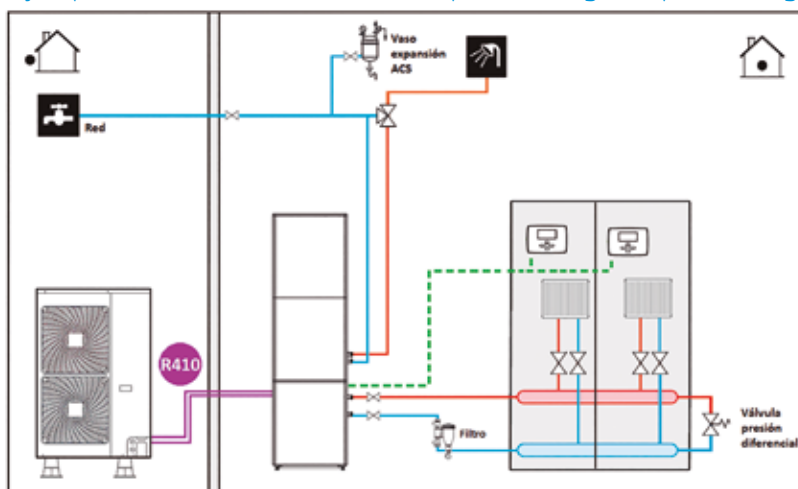 Vaso
expansión
ACS
Red
R410
Filtro
Válvula
presión
diferencial